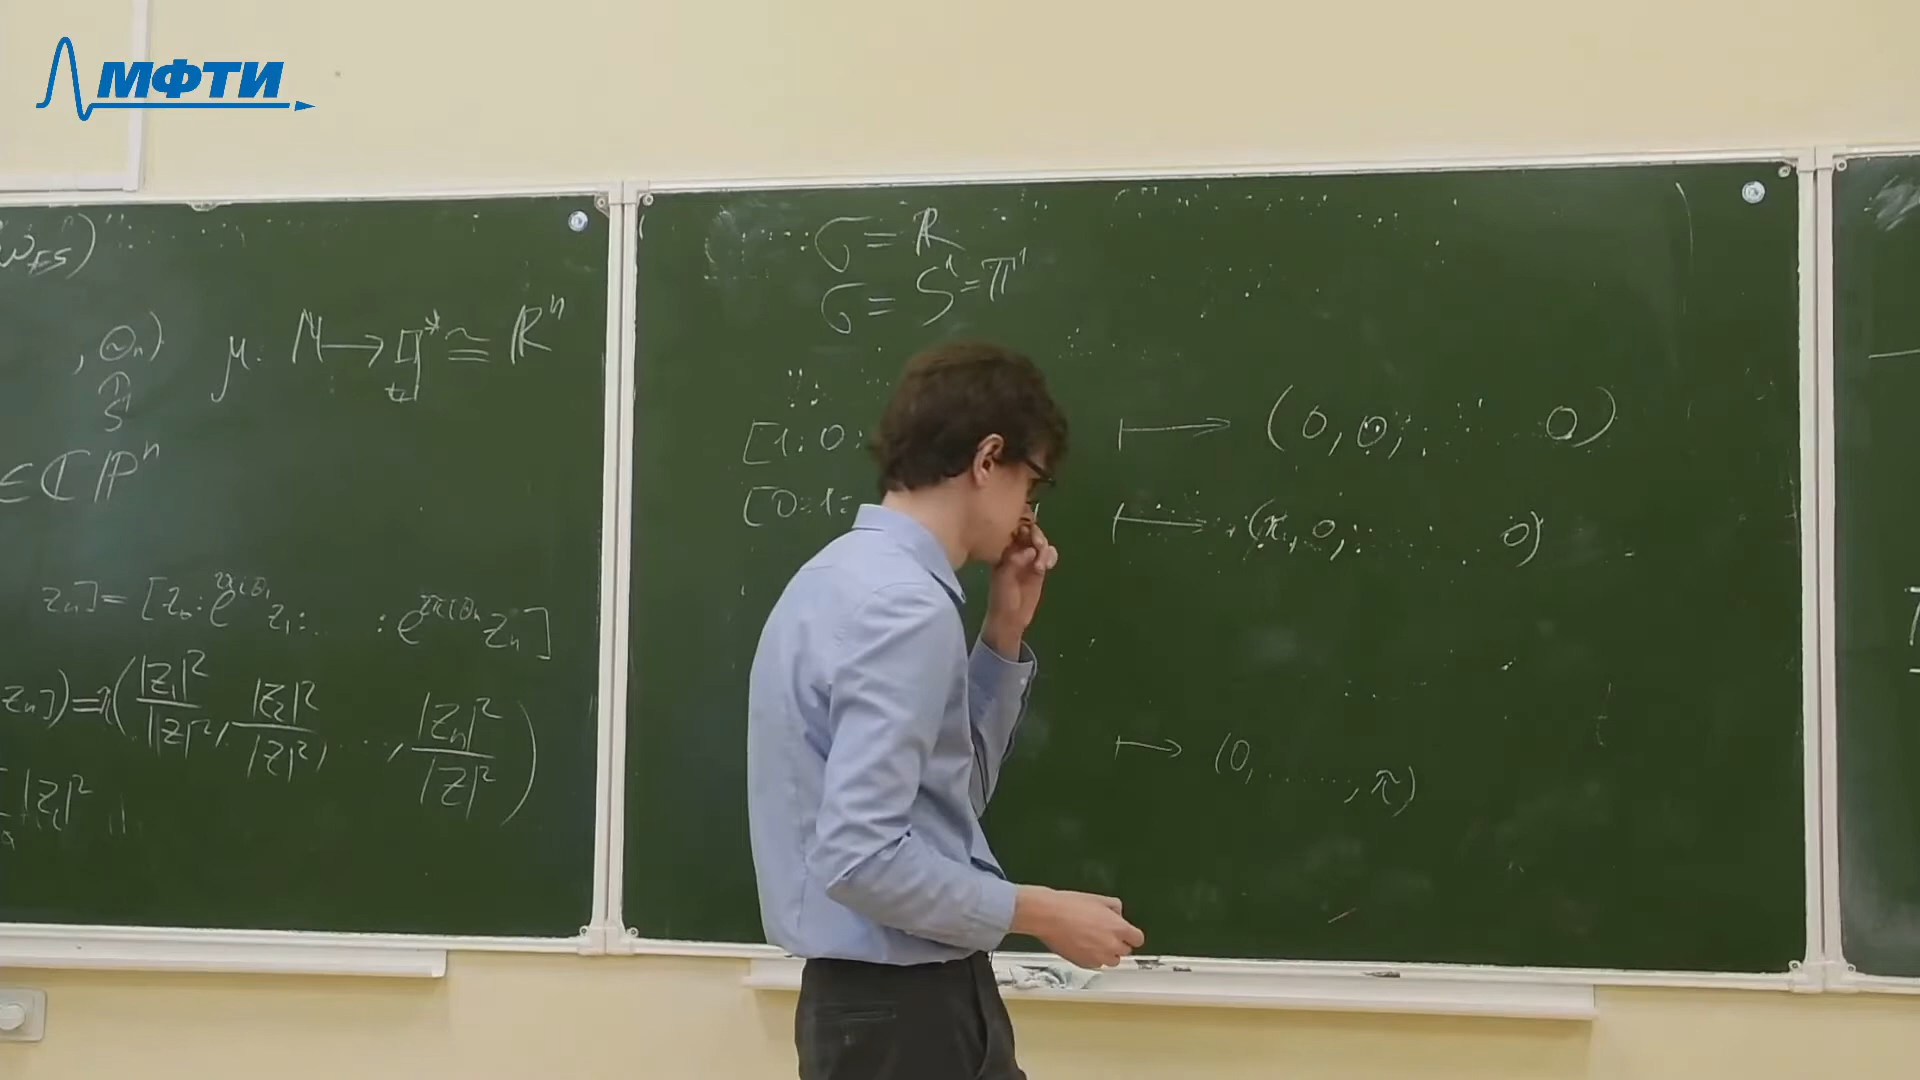 МФТИ
ω_FS)"
, Θ_n)
S^1
μ: M → g^* ≅ R^n
∈ CP^n
z_n] = [z_0 : e^{2πiθ_1} z_1 : ... : e^{2πiθ_n} z_n]
z_n]) = π(|z_1|^2/|z|^2, |z_2|^2/|z|^2, ..., |z_n|^2/|z|^2)
|z_i|^2
G = R
G = S^1 = T^1
[1 : 0 : ↦ (0, 0, ... 0)
[0 : 1 : ↦ (π, 0, ... 0)
↦ (0, ......, π)